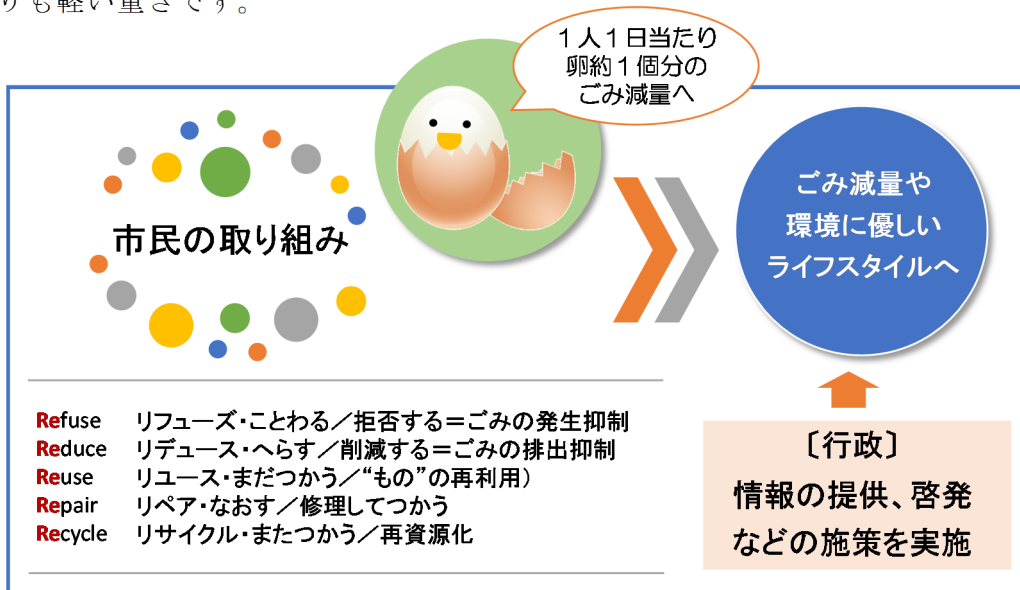 りも軽い重さです。
１人１日当たり
卵約１個分の
ごみ減量へ
市民の取り組み
ごみ減量や
環境に優しい
ライフスタイルへ
Refuse リフューズ・ことわる／拒否する＝ごみの発生抑制
Reduce リデュース・へらす／削減する＝ごみの排出抑制
Reuse リユース・まだつかう／“もの”の再利用）
Repair リペア・なおす／修理してつかう
Recycle リサイクル・またつかう／再資源化
〔行政〕
情報の提供、啓発
などの施策を実施